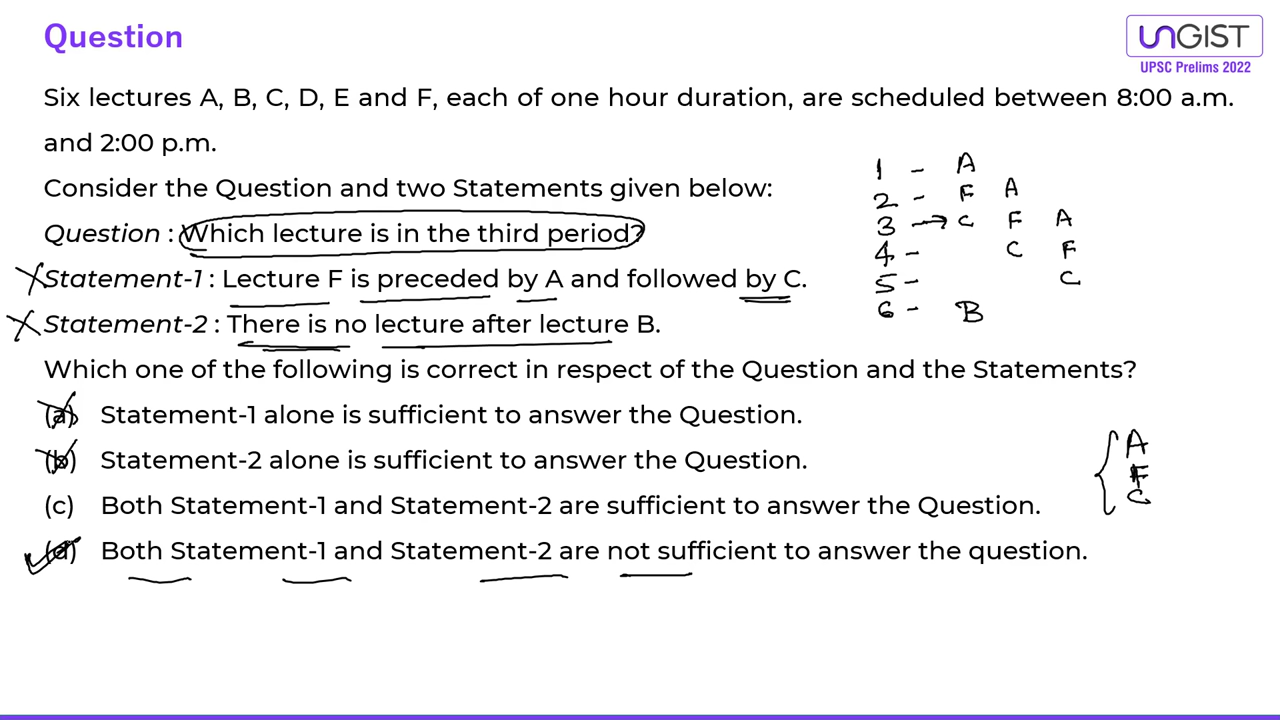 Question
UNGIST
UPSC Prelims 2022
Six lectures A, B, C, D, E and F, each of one hour duration, are scheduled between 8:00 a.m.
and 2:00 p.m.
Consider the Question and two Statements given below:
Question : Which lecture is in the third period?
Statement-1 : Lecture F is preceded by A and followed by C.
Statement-2 : There is no lecture after lecture B.
1 - A
2 - F A
3 → C F A
4 - C F
5 - C
6 - B
Which one of the following is correct in respect of the Question and the Statements?
(a) Statement-1 alone is sufficient to answer the Question.
(b) Statement-2 alone is sufficient to answer the Question.
(c) Both Statement-1 and Statement-2 are sufficient to answer the Question.
(d) Both Statement-1 and Statement-2 are not sufficient to answer the question.
A
F
C